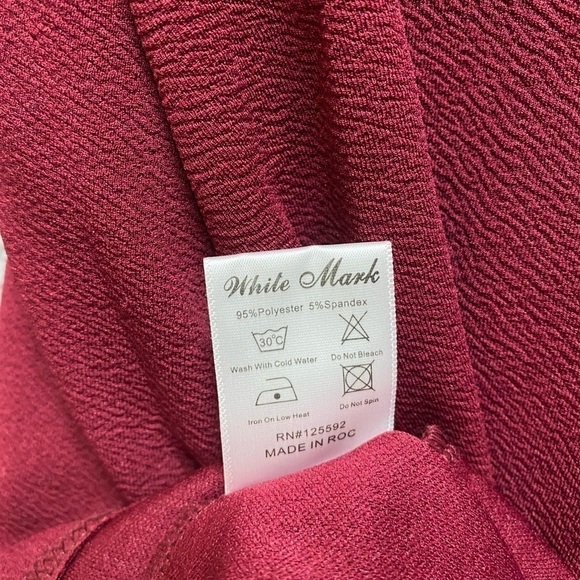 White Mark
95%Polyester 5%Spandex
30°C
Wash With Cold Water Do Not Bleach
Iron On Low Heat Do Not Spin
RN#125592
MADE IN ROC